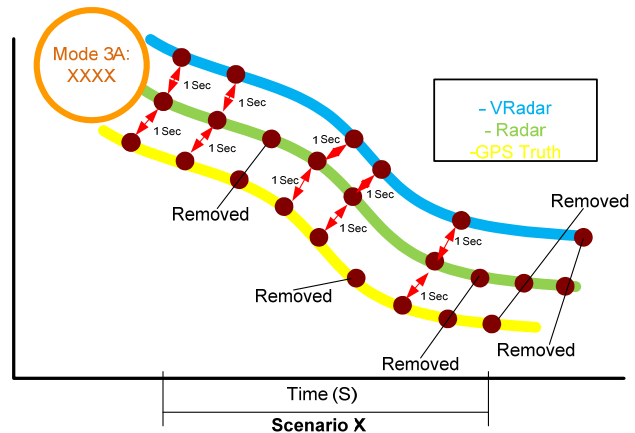 Mode 3A:
XXXX
1 Sec
1 Sec
- VRadar
- Radar
-GPS Truth
1 Sec
1 Sec
1 Sec
1 Sec
1 Sec
Removed
1 Sec
Removed
1 Sec
Removed
1 Sec
Removed
Removed
Time (S)
Scenario X